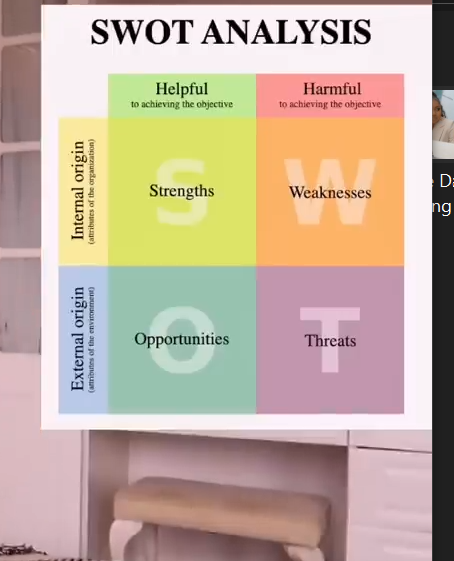 SWOT ANALYSIS
Helpful
to achieving the objective
Harmful
to achieving the objective
Internal origin
(attributes of the organization)
S
Strengths
W
Weaknesses
External origin
(attributes of the environment)
O
Opportunities
T
Threats
ng